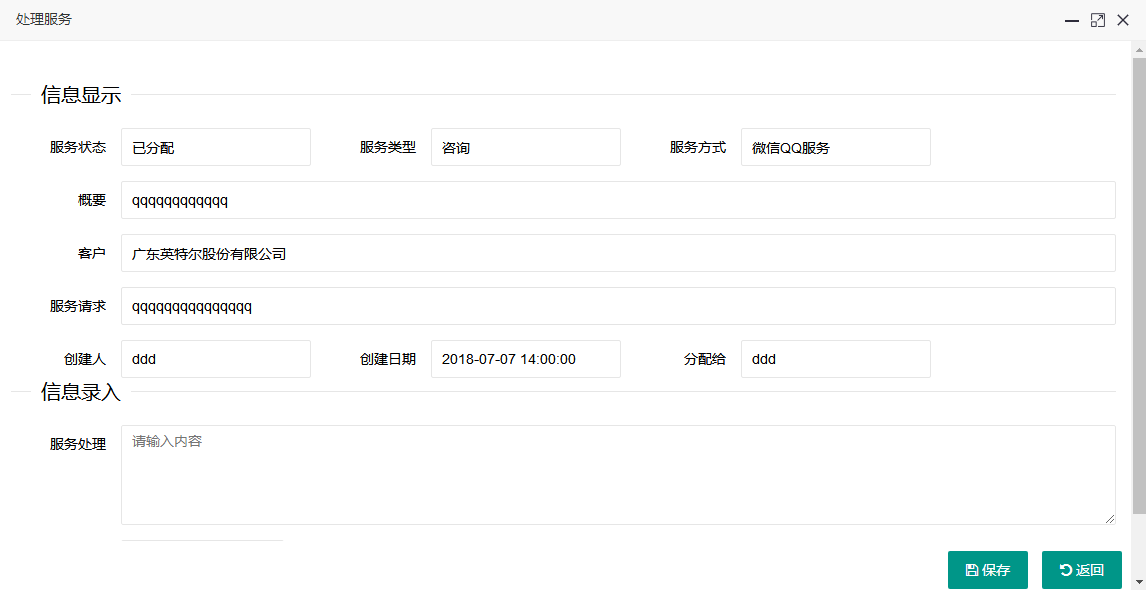 处理服务
信息显示
服务状态 已分配 服务类型 咨询 服务方式 微信QQ服务
概要 qqqqqqqqqqqq
客户 广东英特尔股份有限公司
服务请求 qqqqqqqqqqqqqqq
创建人 ddd 创建日期 2018-07-07 14:00:00 分配给 ddd
信息录入
服务处理 请输入内容
保存 返回